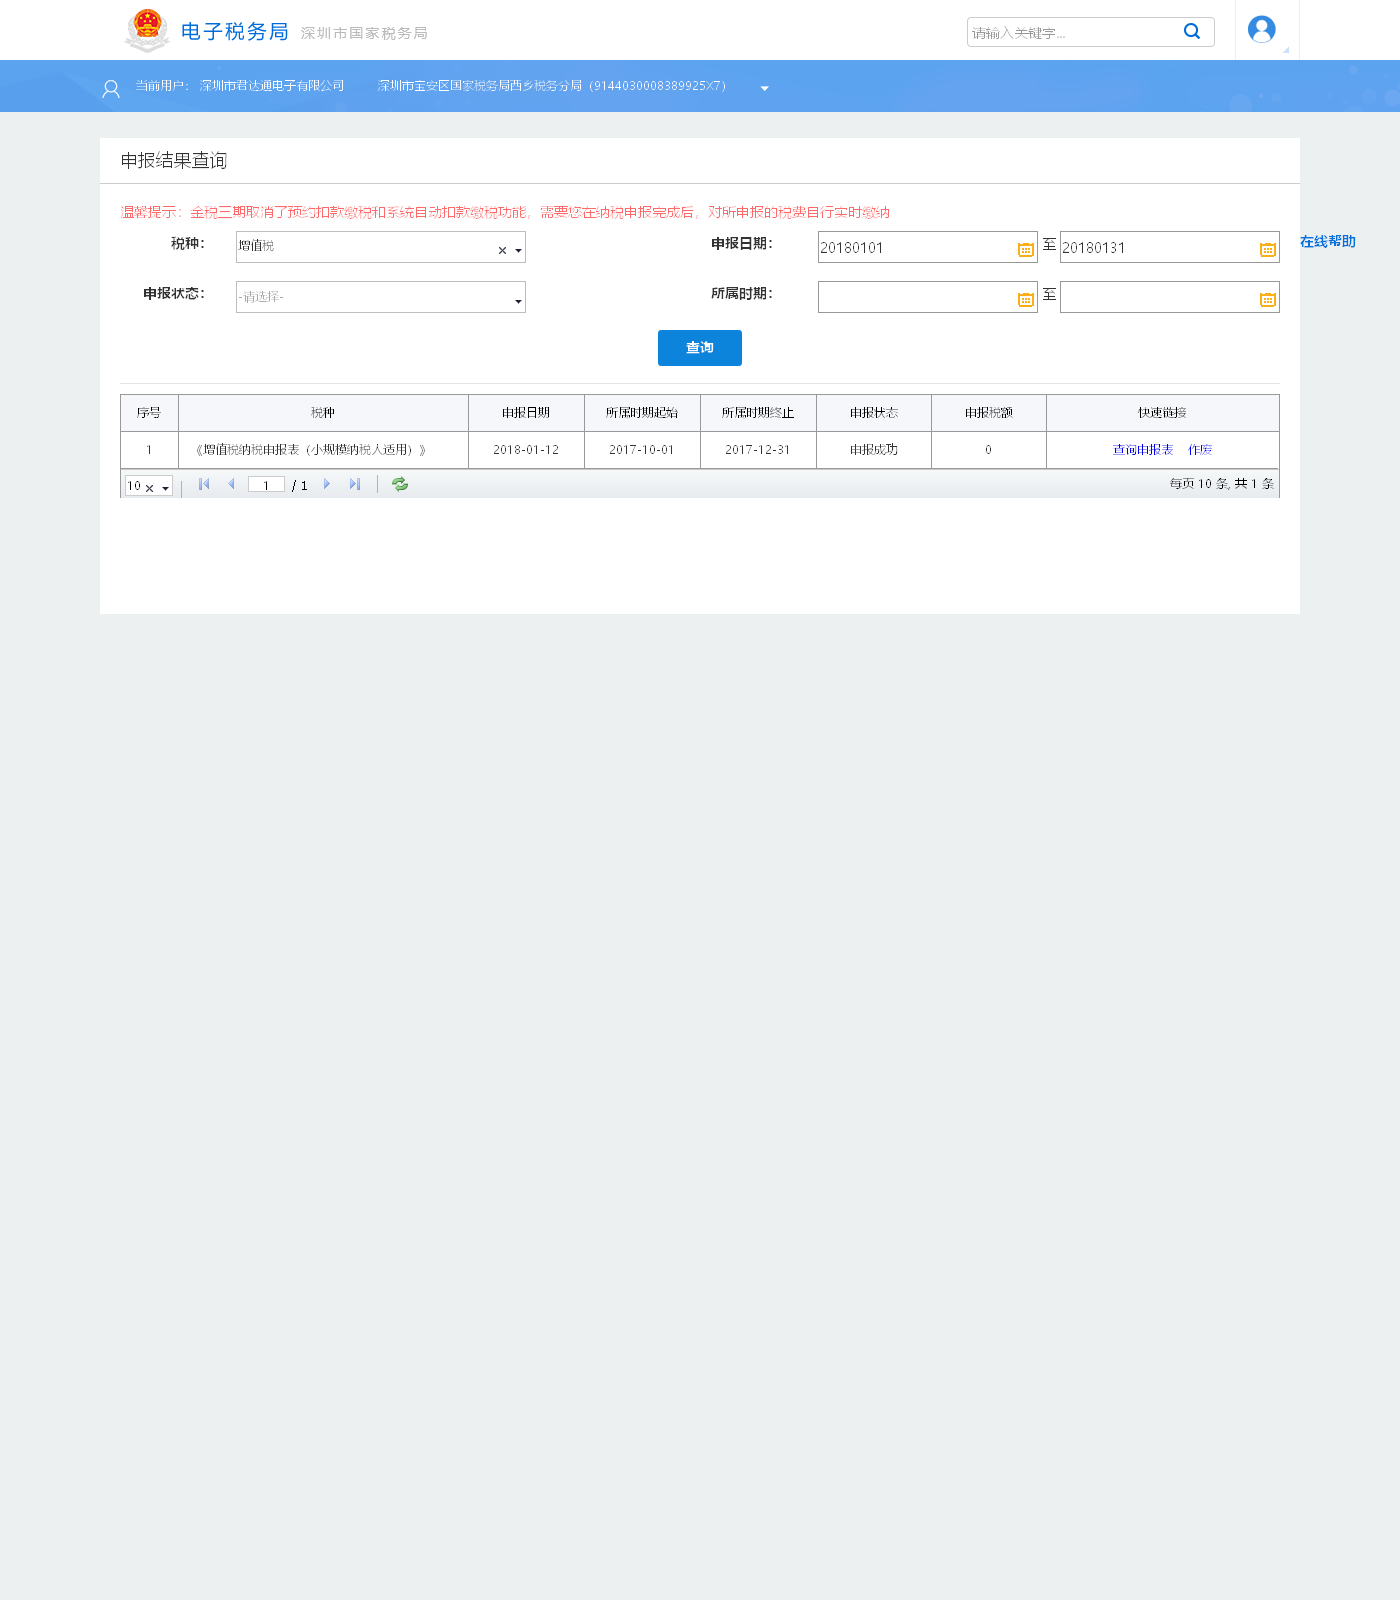 电子税务局 深圳市国家税务局 请输入关键字...
当前用户： 深圳市君达通电子有限公司 深圳市宝安区国家税务局西乡税务分局（9144030008389925X7）
申报结果查询
温馨提示：金税三期取消了预约扣款缴税和系统自动扣款缴税功能，需要您在纳税申报完成后，对所申报的税费自行实时缴纳
税种： 增值税 申报日期： 20180101 至 20180131 在线帮助
申报状态： -请选择- 所属时期： 至
查询
序号 税种 申报日期 所属时期起始 所属时期终止 申报状态 申报税额 快速链接
1 《增值税纳税申报表（小规模纳税人适用）》 2018-01-12 2017-10-01 2017-12-31 申报成功 0 查询申报表 作废
10 1 / 1 每页 10 条, 共 1 条